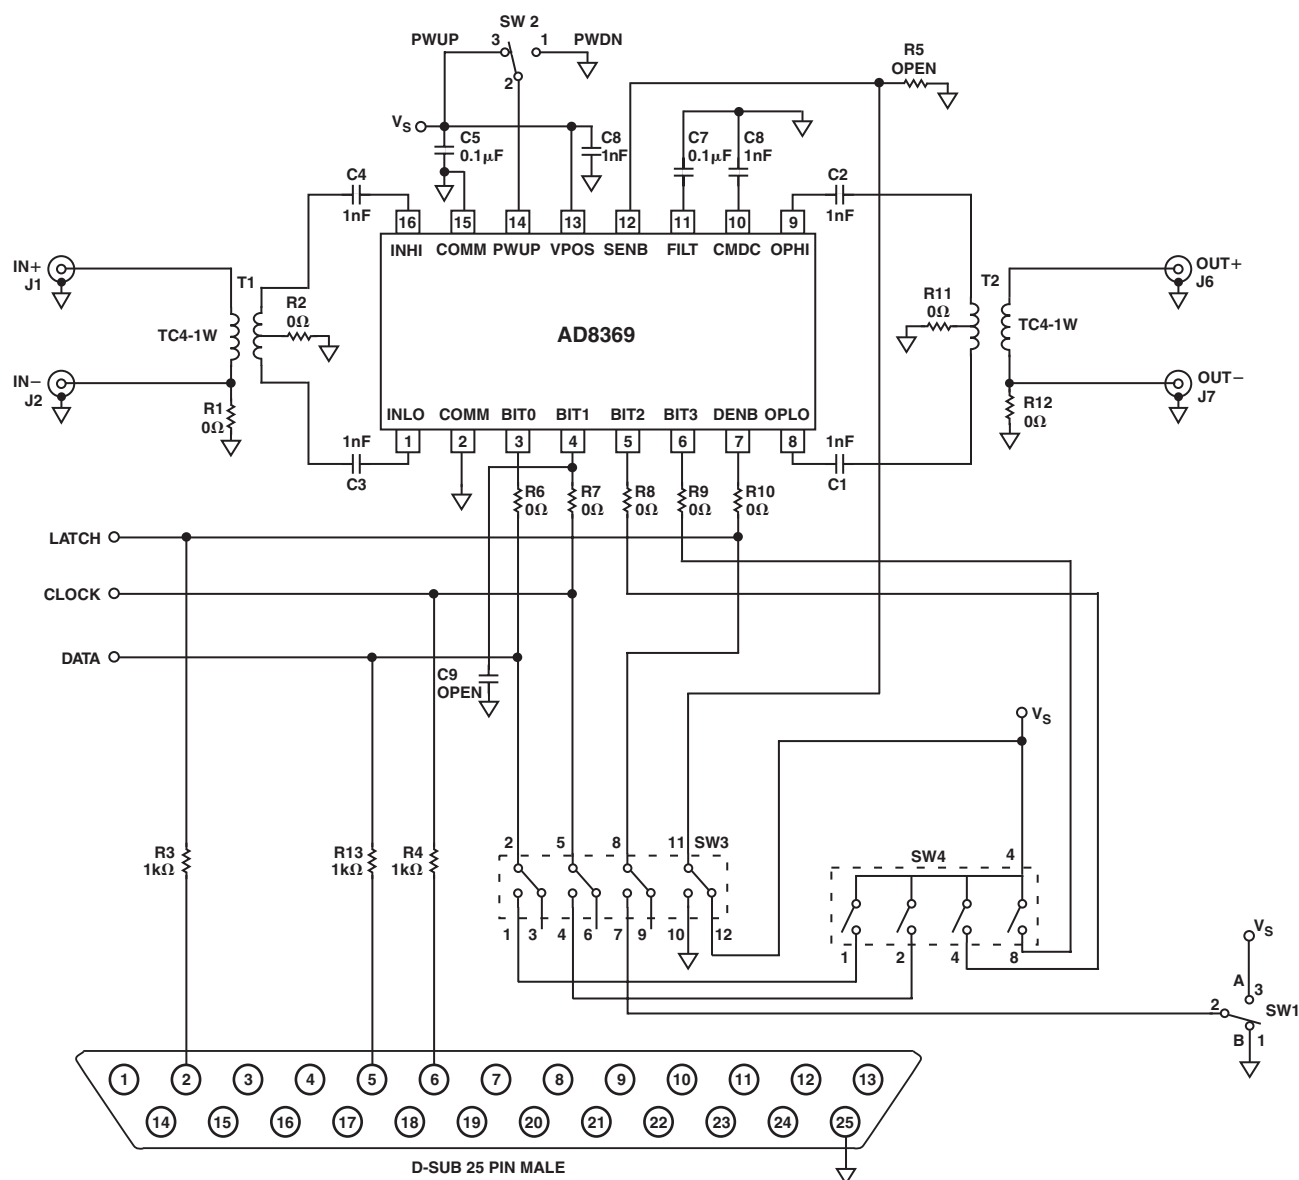 SW 2
PWUP 3 1 PWDN
2
R5
OPEN
VS
C5
0.1µF
C8
1nF
C7
0.1µF
C8
1nF
C4
1nF
C2
1nF
16 15 14 13 12 11 10 9
INHI COMM PWUP VPOS SENB FILT CMDC OPHI
IN+
J1
T1
R2
0Ω
TC4-1W
IN−
J2
R1
0Ω
AD8369
R11
0Ω
T2
TC4-1W
OUT+
J6
OUT−
J7
R12
0Ω
INLO COMM BIT0 BIT1 BIT2 BIT3 DENB OPLO
1 2 3 4 5 6 7 8
1nF
C3
1nF
C1
R6
0Ω
R7
0Ω
R8
0Ω
R9
0Ω
R10
0Ω
LATCH
CLOCK
DATA
C9
OPEN
VS
R3
1kΩ
R13
1kΩ
R4
1kΩ
2 5 8 11 SW3
1 3 4 6 7 9 10 12
SW4 4
1 2 4 8
VS
A 3
2 SW1
B 1
1 2 3 4 5 6 7 8 9 10 11 12 13
14 15 16 17 18 19 20 21 22 23 24 25
D-SUB 25 PIN MALE